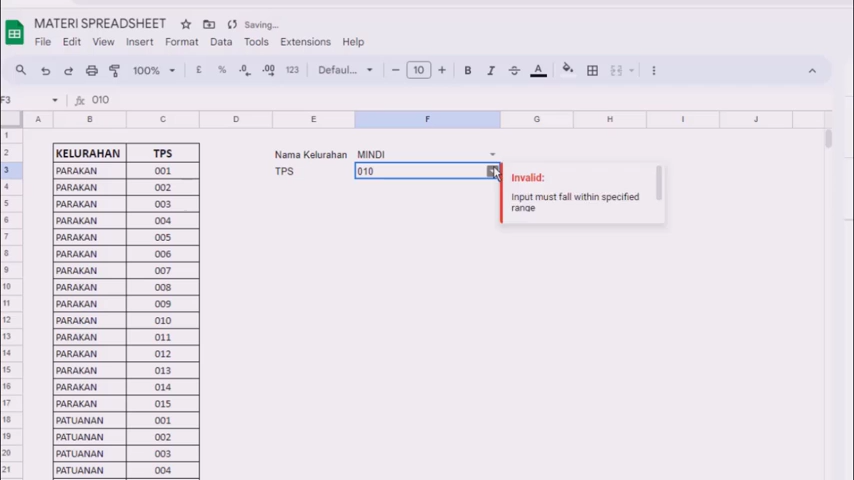 MATERI SPREADSHEET
Saving...
File Edit View Insert Format Data Tools Extensions Help
100% £ % .0 .00 123 Defaul... 10 B I S A
F3 fx 010
A B C D E F G H I J
1
2 KELURAHAN TPS Nama Kelurahan MINDI
3 PARAKAN 001 TPS 010
Invalid:
Input must fall within specified
range
4 PARAKAN 002
5 PARAKAN 003
6 PARAKAN 004
7 PARAKAN 005
8 PARAKAN 006
9 PARAKAN 007
10 PARAKAN 008
11 PARAKAN 009
12 PARAKAN 010
13 PARAKAN 011
14 PARAKAN 012
15 PARAKAN 013
16 PARAKAN 014
17 PARAKAN 015
18 PATUANAN 001
19 PATUANAN 002
20 PATUANAN 003
21 PATUANAN 004